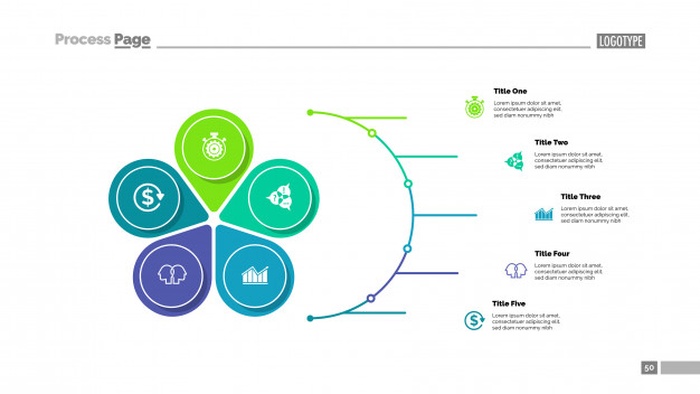 Process Page
LOGOTYPE
Title One
Lorem ipsum dolor sit amet,
consectetuer adipiscing elit,
sed diam nonummy nibh
Title Two
Lorem ipsum dolor sit amet,
consectetuer adipiscing elit,
sed diam nonummy nibh
Title Three
Lorem ipsum dolor sit amet,
consectetuer adipiscing elit,
sed diam nonummy nibh
Title Four
Lorem ipsum dolor sit amet,
consectetuer adipiscing elit,
sed diam nonummy nibh
Title Five
Lorem ipsum dolor sit amet,
consectetuer adipiscing elit,
sed diam nonummy nibh
50